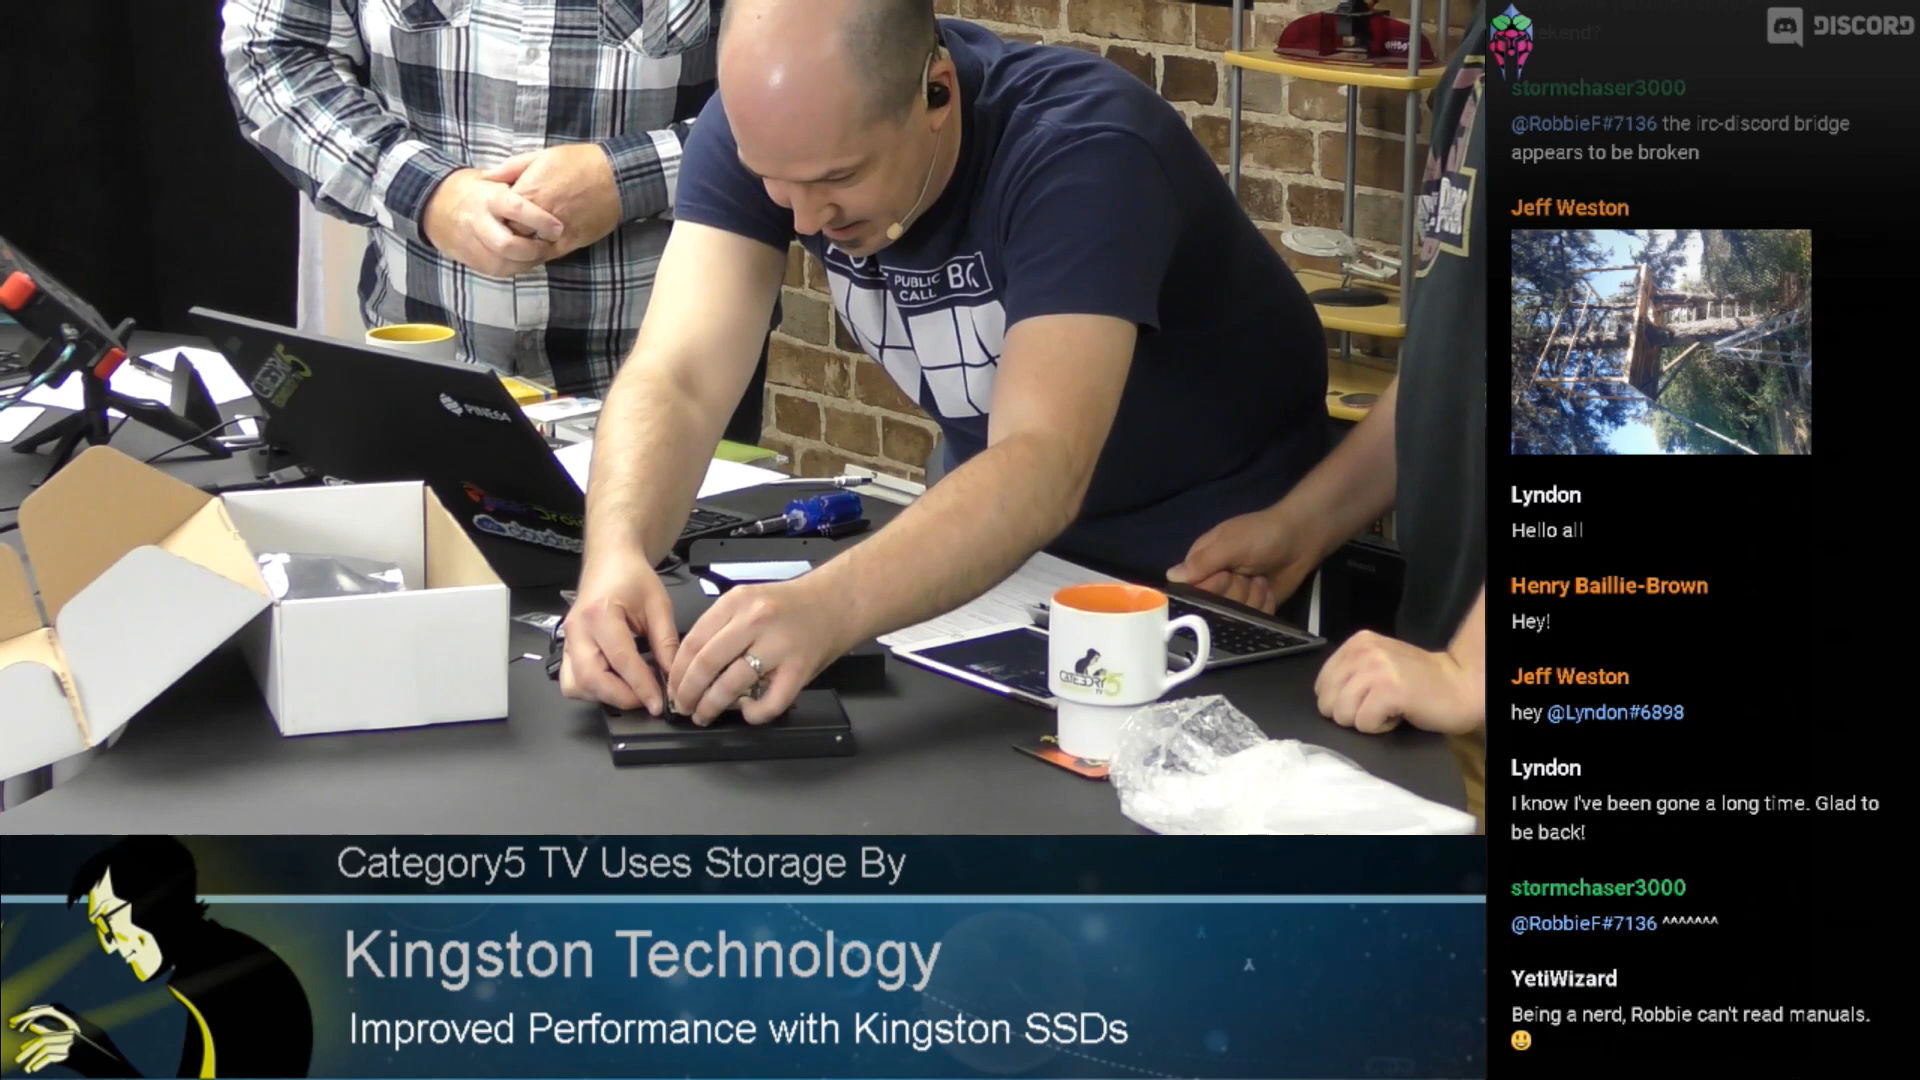 PUBLIC
CALL
PINE64
CATEGORY5
TV
Category5 TV Uses Storage By
Kingston Technology
Improved Performance with Kingston SSDs
DISCORD
ekend?
stormchaser3000
@RobbieF#7136 the irc-discord bridge
appears to be broken
Jeff Weston
Lyndon
Hello all
Henry Baillie-Brown
Hey!
Jeff Weston
hey @Lyndon#6898
Lyndon
I know I've been gone a long time. Glad to
be back!
stormchaser3000
@RobbieF#7136 ^^^^^^^
YetiWizard
Being a nerd, Robbie can't read manuals.
😀